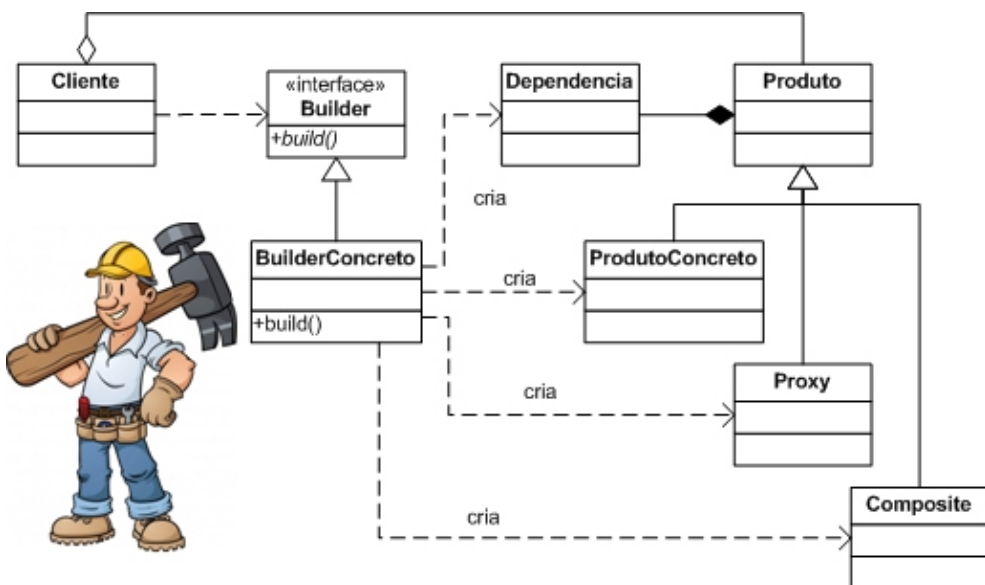 Cliente
«interface»
Builder
+build()
Dependencia
Produto
cria
BuilderConcreto
+build()
cria
ProdutoConcreto
cria
Proxy
cria
Composite